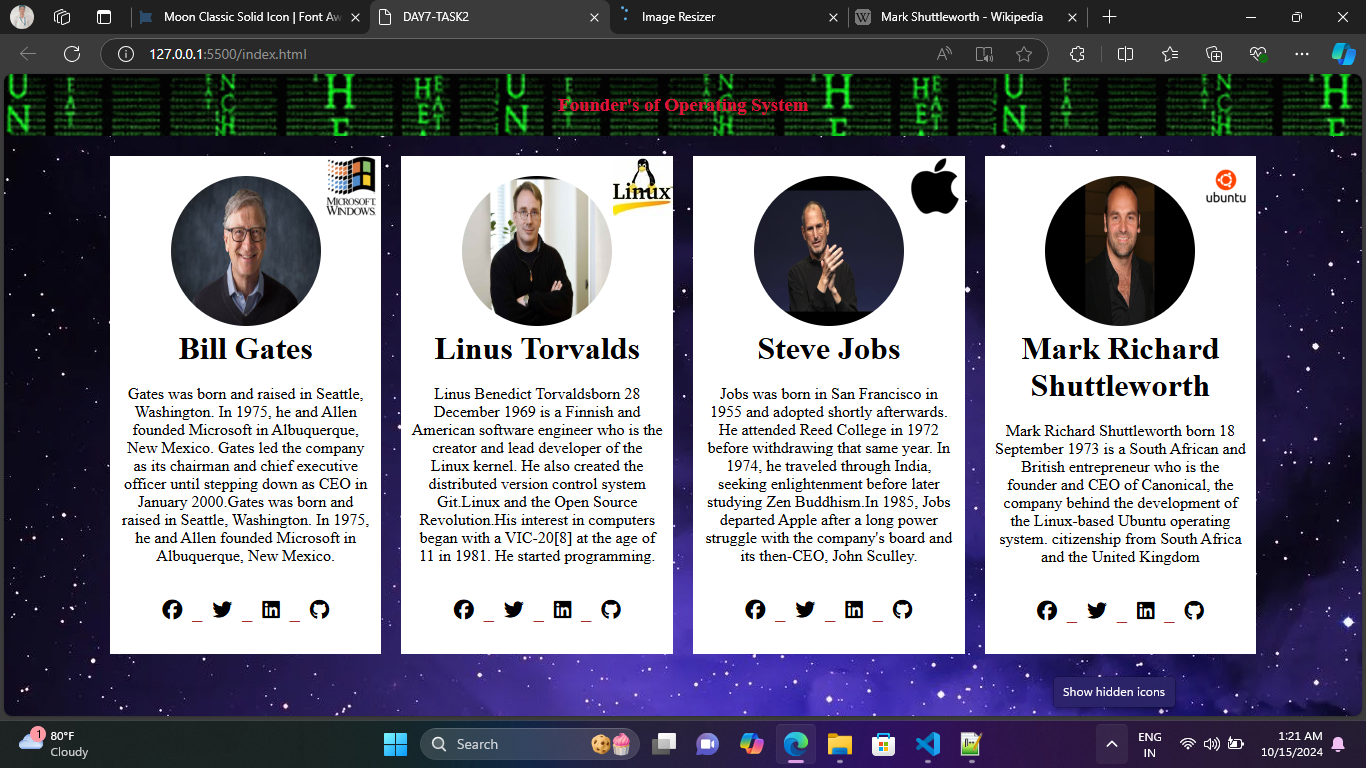 Moon Classic Solid Icon | Font Aw
DAY7-TASK2
Image Resizer
Mark Shuttleworth - Wikipedia
127.0.0.1:5500/index.html
Founder's of Operating System
MICROSOFT
WINDOWS.
Bill Gates
Gates was born and raised in Seattle,
Washington. In 1975, he and Allen
founded Microsoft in Albuquerque,
New Mexico. Gates led the company
as its chairman and chief executive
officer until stepping down as CEO in
January 2000.Gates was born and
raised in Seattle, Washington. In 1975,
he and Allen founded Microsoft in
Albuquerque, New Mexico.
Linux
Linus Torvalds
Linus Benedict Torvaldsborn 28
December 1969 is a Finnish and
American software engineer who is the
creator and lead developer of the
Linux kernel. He also created the
distributed version control system
Git.Linux and the Open Source
Revolution.His interest in computers
began with a VIC-20[8] at the age of
11 in 1981. He started programming.
Steve Jobs
Jobs was born in San Francisco in
1955 and adopted shortly afterwards.
He attended Reed College in 1972
before withdrawing that same year. In
1974, he traveled through India,
seeking enlightenment before later
studying Zen Buddhism.In 1985, Jobs
departed Apple after a long power
struggle with the company's board and
its then-CEO, John Sculley.
ubuntu
Mark Richard
Shuttleworth
Mark Richard Shuttleworth born 18
September 1973 is a South African and
British entrepreneur who is the
founder and CEO of Canonical, the
company behind the development of
the Linux-based Ubuntu operating
system. citizenship from South Africa
and the United Kingdom
Show hidden icons
1
80°F
Cloudy
Search
ENG
IN
1:21 AM
10/15/2024